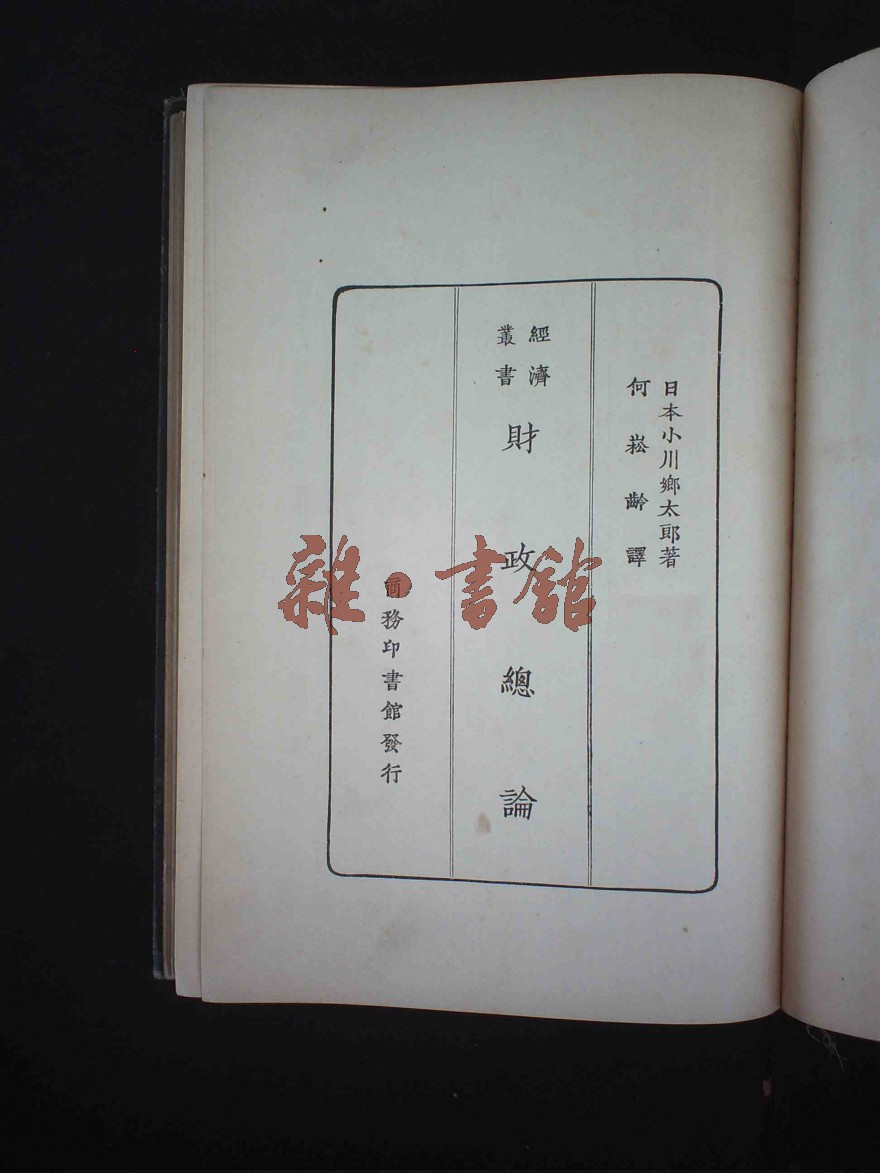 日本小川鄉太郎著
何崧齡譯
經濟
叢書
財政總論
商務印書館發行
雜·書館